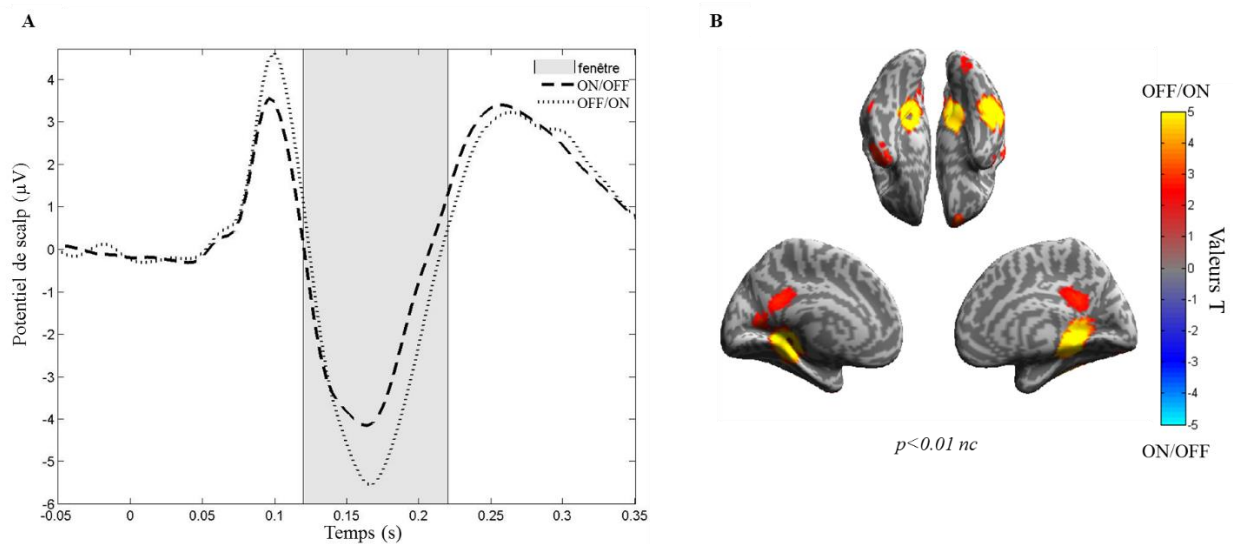 A
Potentiel de scalp (µV)
4
3
2
1
0
-1
-2
-3
-4
-5
-6
-0.05
0
0.05
0.1
0.15
0.2
0.25
0.3
0.35
Temps (s)
fenêtre
ON/OFF
OFF/ON
B
OFF/ON
5
4
3
2
1
0
-1
-2
-3
-4
-5
Valeurs T
ON/OFF
p<0.01 nc